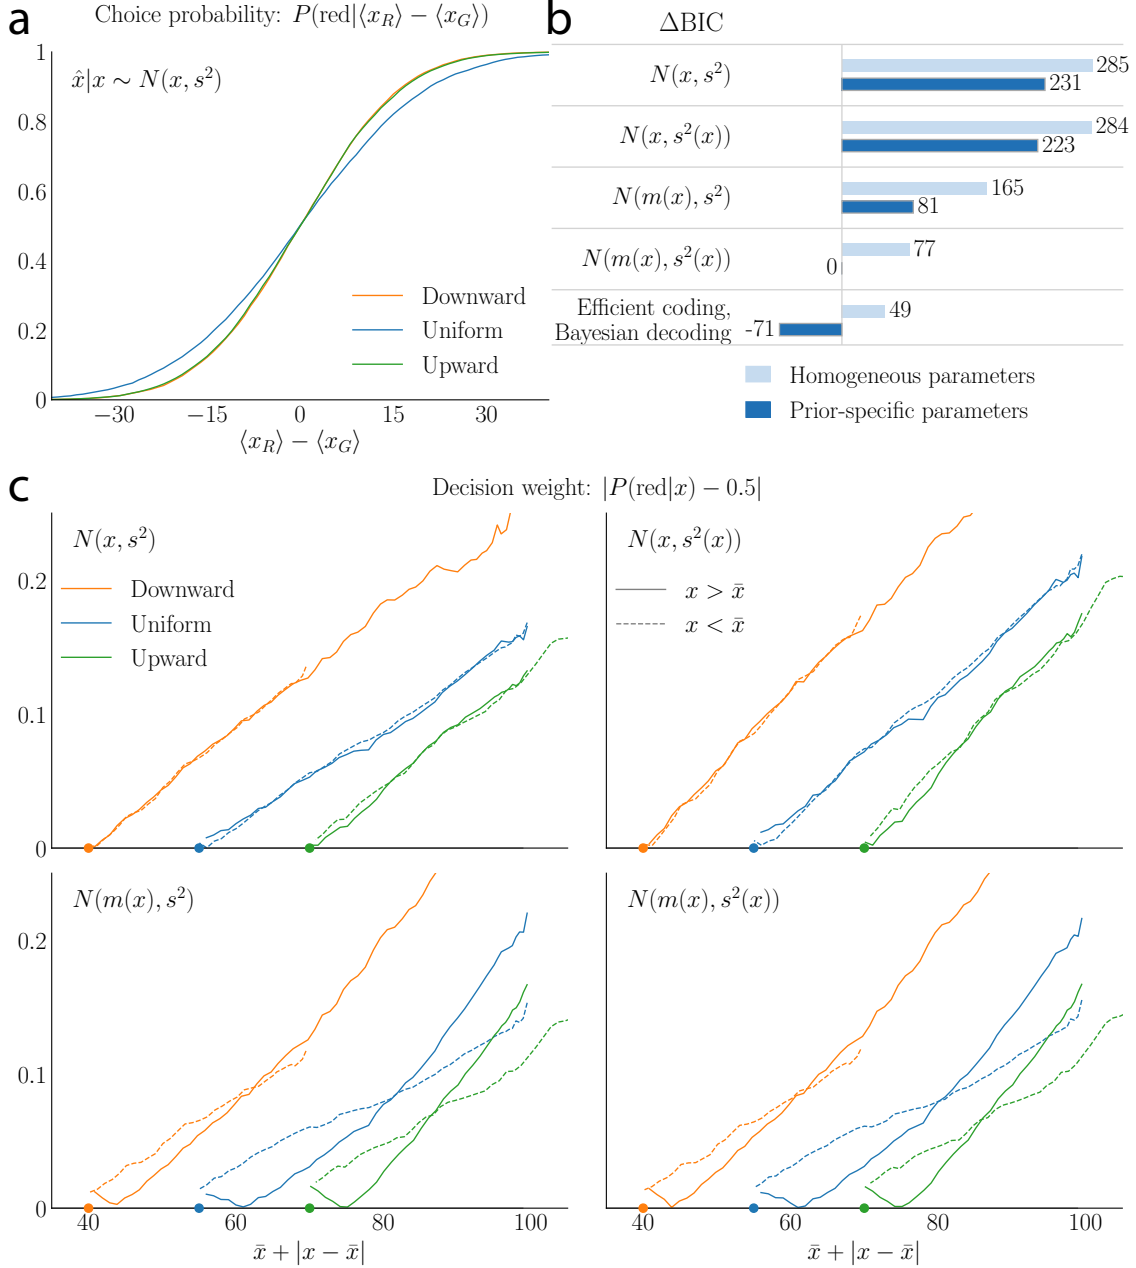 a
Choice probability: P(red|⟨x_R⟩ − ⟨x_G⟩)
x̂|x ∼ N(x, s²)
1
0.8
0.6
0.4
0.2
0
Downward
Uniform
Upward
−30 −15 0 15 30
⟨x_R⟩ − ⟨x_G⟩
b
ΔBIC
N(x, s²) 285
231
N(x, s²(x)) 284
223
N(m(x), s²) 165
81
N(m(x), s²(x)) 77
0
Efficient coding, 49
Bayesian decoding -71
Homogeneous parameters
Prior-specific parameters
c
Decision weight: |P(red|x) − 0.5|
N(x, s²)
Downward
Uniform
Upward
0.2
0.1
0
N(x, s²(x))
x > x̄
x < x̄
N(m(x), s²)
0.2
0.1
0
40 60 80 100
x̄ + |x − x̄|
N(m(x), s²(x))
40 60 80 100
x̄ + |x − x̄|